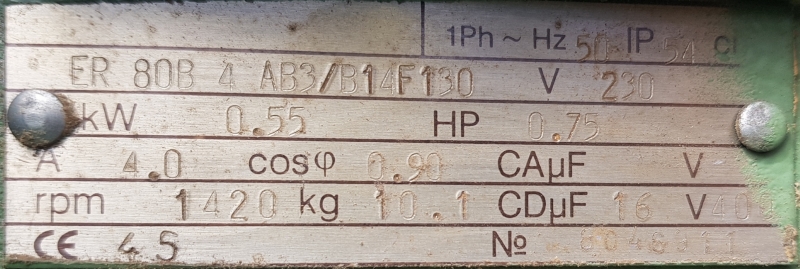 1Ph ~ Hz 50 IP 54 Cl
ER 80B 4 AB3/B14F130 V 230
kW 0.55 HP 0.75
A 4.0 cosφ 0.90 CAµF V
rpm 1420 kg 10.1 CDµF 16 V
CE 45 №